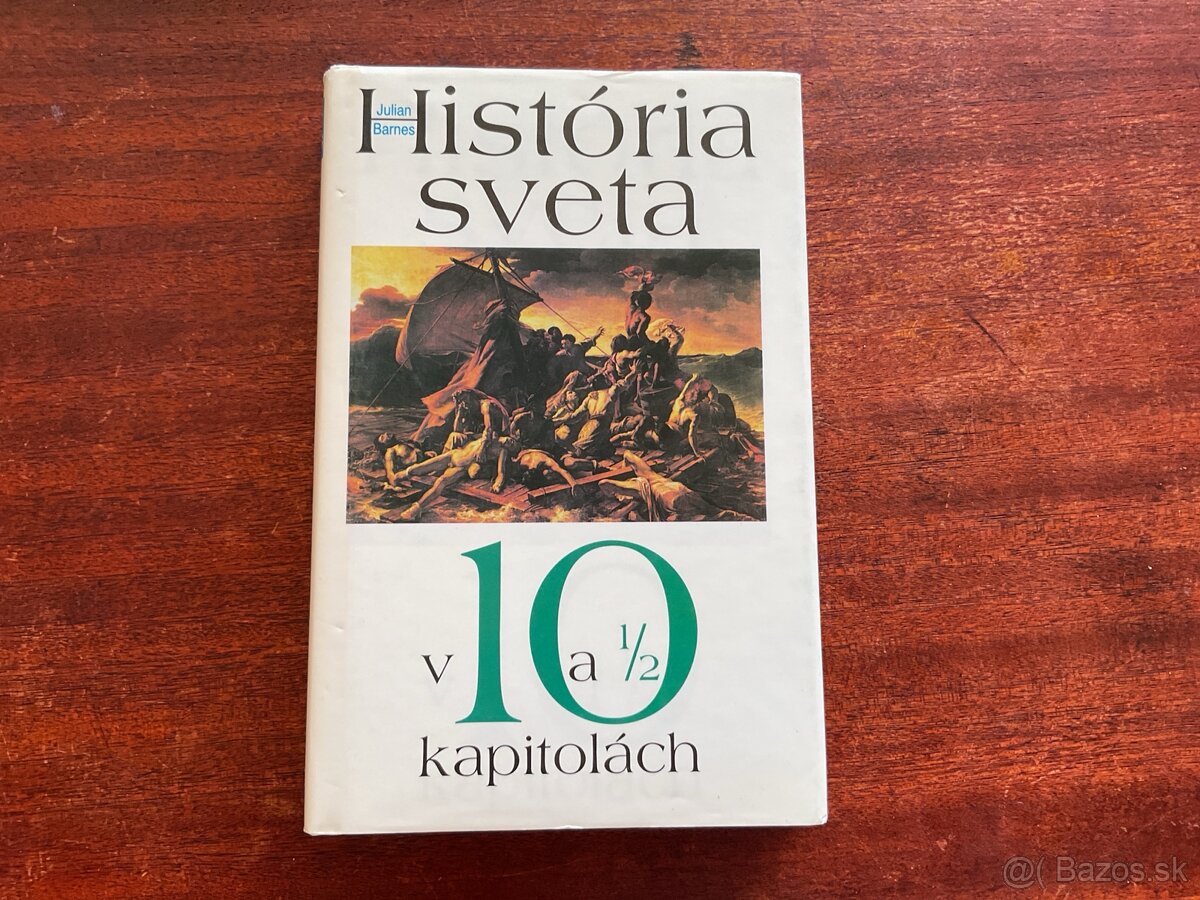 Julian
Barnes
História
sveta
v 10 a 1/2
kapitolách
@( Bazos.sk